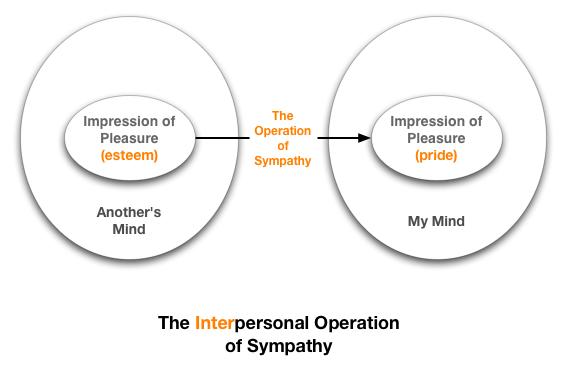 Impression of
Pleasure
(esteem)
Another's
Mind
The
Operation
of
Sympathy
Impression of
Pleasure
(pride)
My Mind
The Interpersonal Operation
of Sympathy